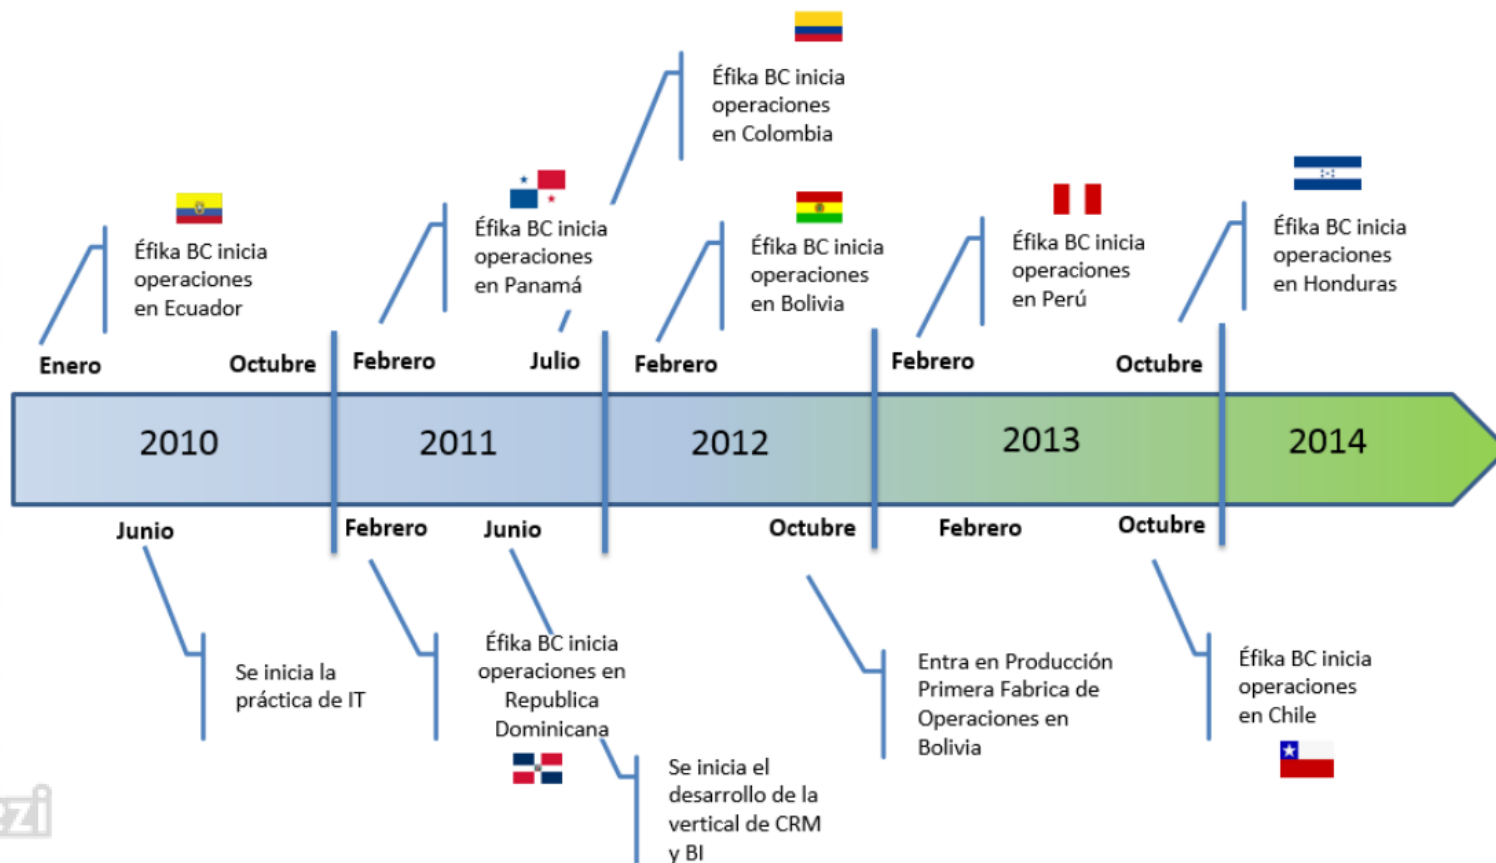 Éfika BC inicia
operaciones
en Colombia
Éfika BC inicia
operaciones
en Ecuador
Éfika BC inicia
operaciones
en Panamá
Éfika BC inicia
operaciones
en Bolivia
Éfika BC inicia
operaciones
en Perú
Éfika BC inicia
operaciones
en Honduras
Enero
Octubre
Febrero
Julio
Febrero
Febrero
Octubre
2010
2011
2012
2013
2014
Junio
Febrero
Junio
Octubre
Febrero
Octubre
Se inicia la
práctica de IT
Éfika BC inicia
operaciones en
Republica
Dominicana
Se inicia el
desarrollo de la
vertical de CRM
y BI
Entra en Producción
Primera Fabrica de
Operaciones en
Bolivia
Éfika BC inicia
operaciones
en Chile